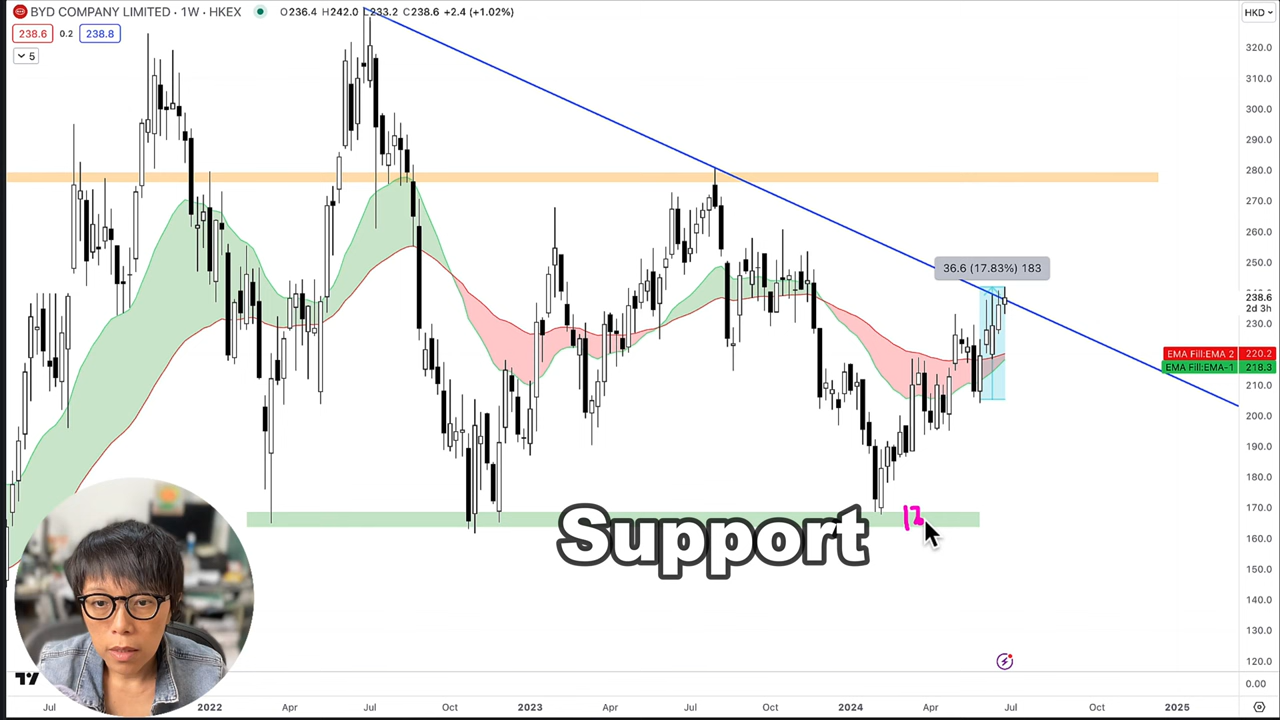 BYD COMPANY LIMITED · 1W · HKEX O236.4 H242.0 L233.2 C238.6 +2.4 (+1.02%)
HKD
238.6 0.2 238.8
5
320.0
310.0
300.0
290.0
280.0
270.0
260.0
250.0
36.6 (17.83%) 183
238.6
2d 3h
230.0
EMA Fill:EMA 2 220.2
EMA Fill:EMA-1 218.3
210.0
200.0
190.0
180.0
170.0
160.0
150.0
140.0
130.0
120.0
0.00
Support
Jul 2022 Apr Jul Oct 2023 Apr Jul Oct 2024 Apr Jul Oct 2025